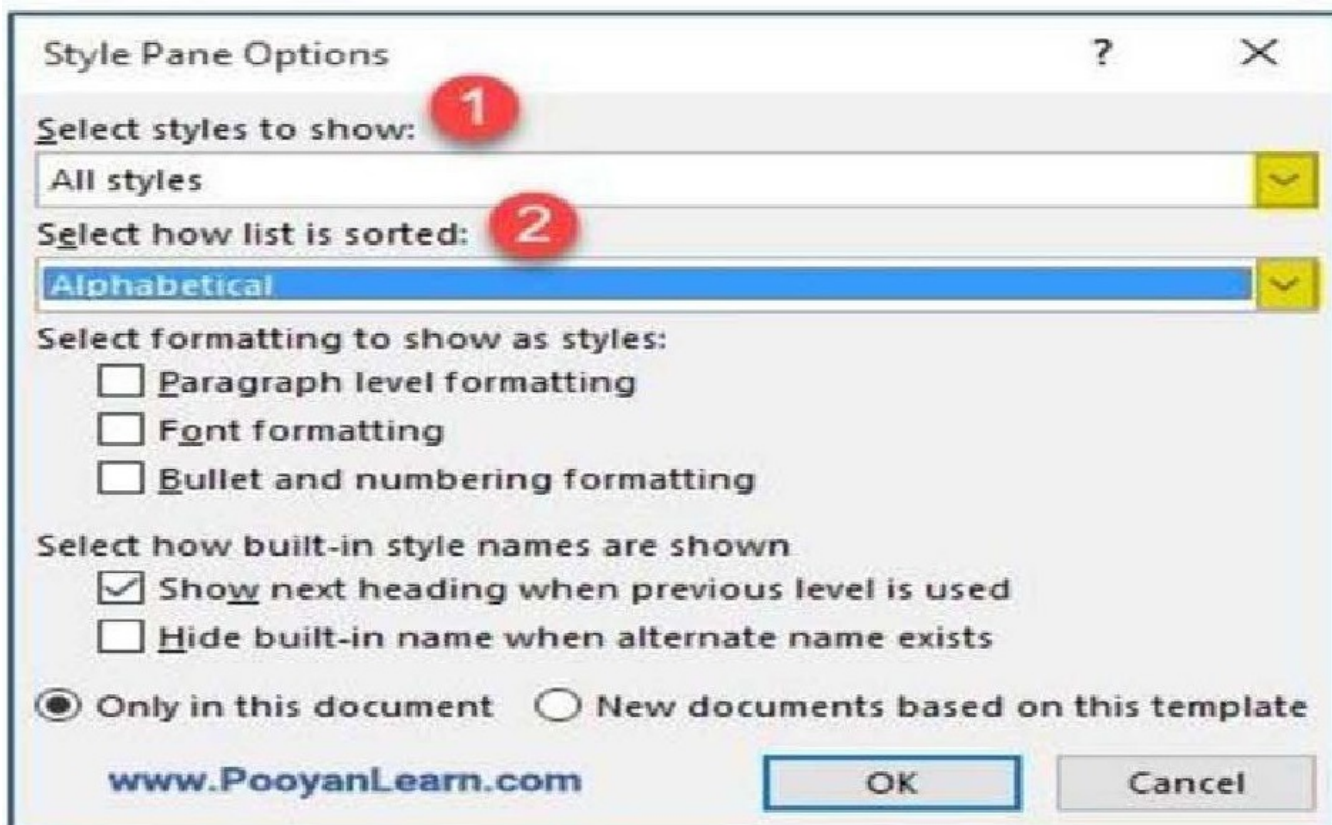 Style Pane Options ?
1
Select styles to show:
All styles
2
Select how list is sorted:
Alphabetical
Select formatting to show as styles:
Paragraph level formatting
Font formatting
Bullet and numbering formatting
Select how built-in style names are shown
Show next heading when previous level is used
Hide built-in name when alternate name exists
Only in this document New documents based on this template
www.PooyanLearn.com OK Cancel